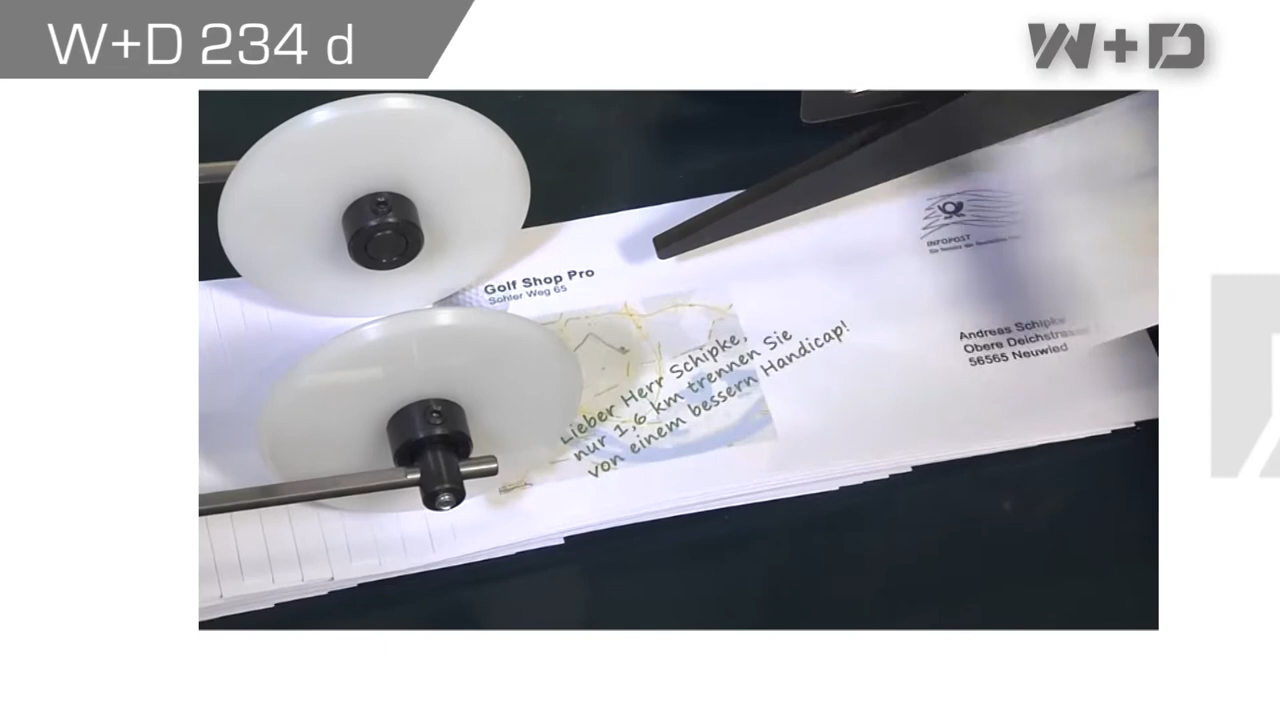 W+D 234 d
W+D
Golf Shop Pro
Sohler Weg 65
INFOPOST
Lieber Herr Schipke,
nur 1,6 km trennen Sie
von einem bessern Handicap!
Andreas Schipke
Obere Deichstrasse
56565 Neuwied